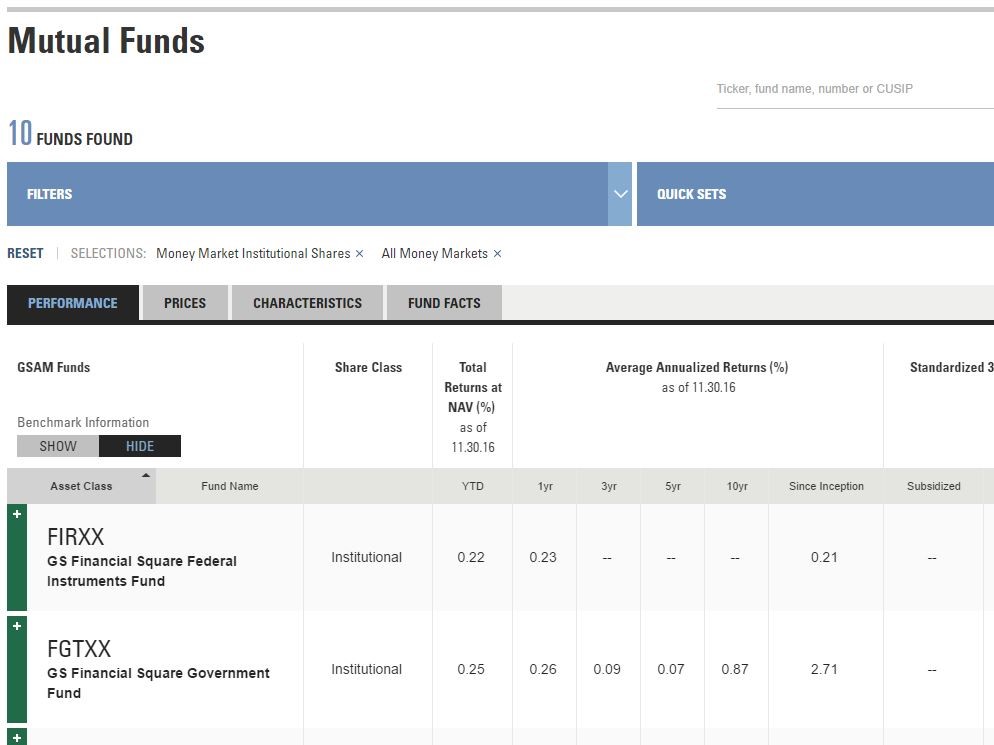 Mutual Funds
Ticker, fund name, number or CUSIP
10 FUNDS FOUND
FILTERS
QUICK SETS
RESET | SELECTIONS: Money Market Institutional Shares × All Money Markets ×
PERFORMANCE PRICES CHARACTERISTICS FUND FACTS
GSAM Funds
Benchmark Information
SHOW HIDE
Share Class
Total
Returns at
NAV (%)
as of
11.30.16
Average Annualized Returns (%)
as of 11.30.16
Standardized 3
Asset Class Fund Name YTD 1yr 3yr 5yr 10yr Since Inception Subsidized
+
FIRXX
GS Financial Square Federal
Instruments Fund
Institutional 0.22 0.23 -- -- -- 0.21 --
+
FGTXX
GS Financial Square Government
Fund
Institutional 0.25 0.26 0.09 0.07 0.87 2.71 --
+